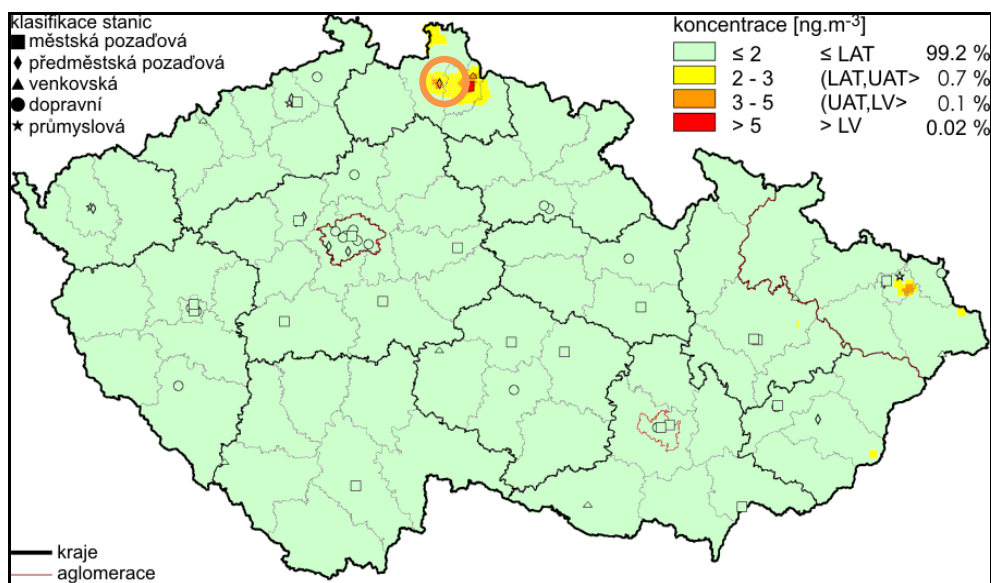 klasifikace stanic
městská pozaďová
předměstská pozaďová
venkovská
dopravní
průmyslová
koncentrace [ng.m-3]
≤ 2 ≤ LAT 99.2 %
2 - 3 (LAT,UAT> 0.7 %
3 - 5 (UAT,LV> 0.1 %
> 5 > LV 0.02 %
kraje
aglomerace